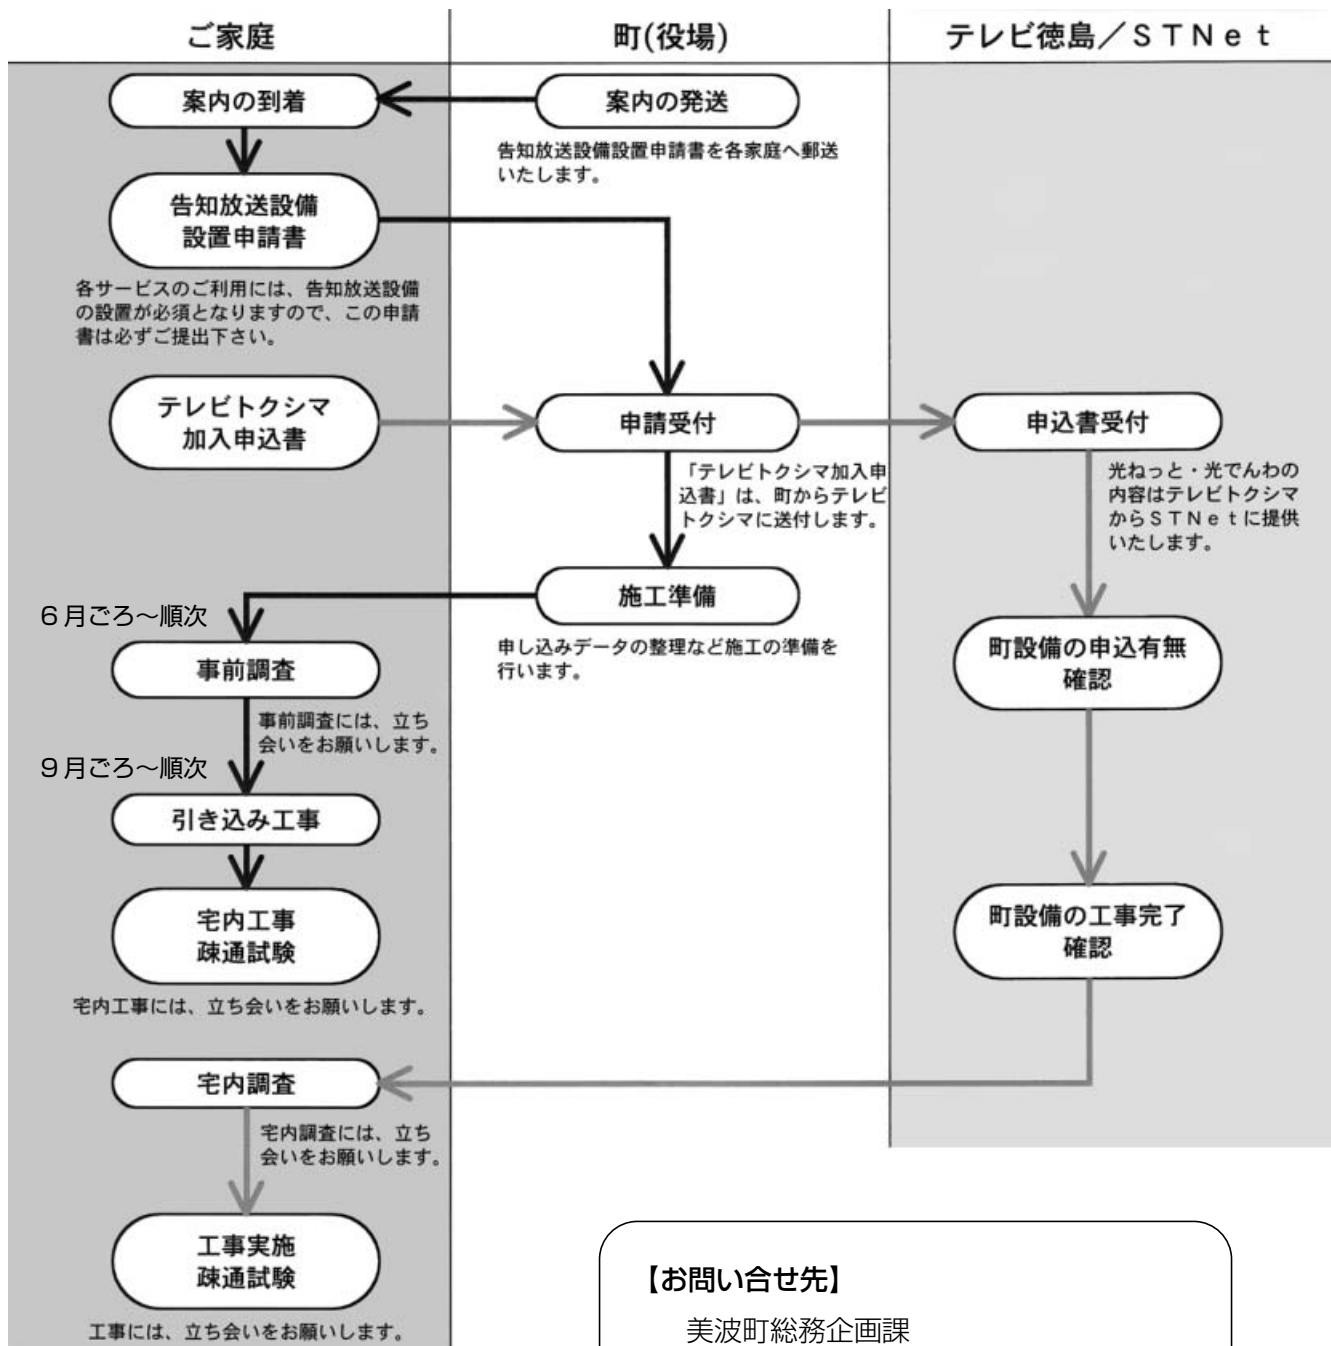 ご家庭
町(役場)
テレビ徳島／ＳＴＮｅｔ
案内の到着
案内の発送
告知放送設備設置申請書を各家庭へ郵送
いたします。
告知放送設備
設置申請書
各サービスのご利用には、告知放送設備
の設置が必須となりますので、この申請
書は必ずご提出下さい。
テレビトクシマ
加入申込書
申請受付
申込書受付
「テレビトクシマ加入申
込書」は、町からテレビ
トクシマに送付します。
光ねっと・光でんわの
内容はテレビトクシマ
からＳＴＮｅｔに提供
いたします。
施工準備
申し込みデータの整理など施工の準備を
行います。
６月ごろ～順次
事前調査
事前調査には、立ち
会いをお願いします。
町設備の申込有無
確認
９月ごろ～順次
引き込み工事
宅内工事
疎通試験
宅内工事には、立ち会いをお願いします。
町設備の工事完了
確認
宅内調査
宅内調査には、立ち
会いをお願いします。
工事実施
疎通試験
工事には、立ち会いをお願いします。
【お問い合せ先】
美波町総務企画課